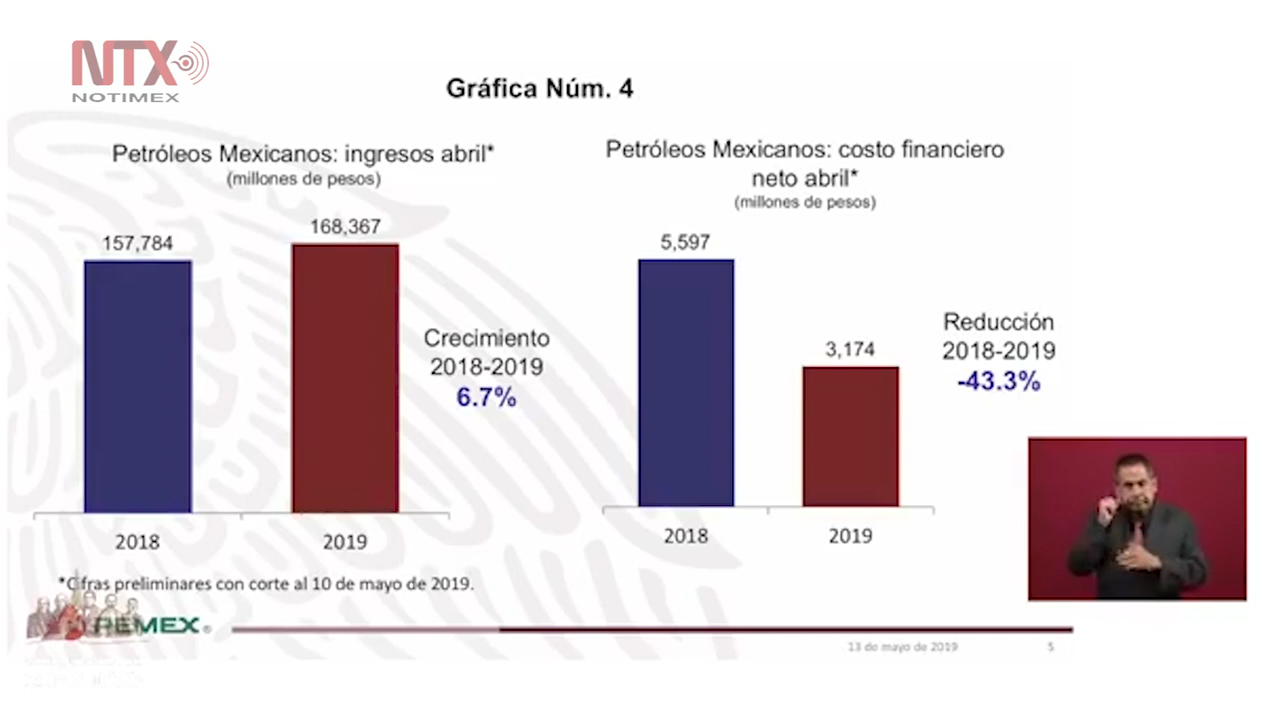 NTX
NOTIMEX
Gráfica Núm. 4
Petróleos Mexicanos: ingresos abril*
(millones de pesos)
157,784
168,367
Crecimiento
2018-2019
6.7%
2018
2019
Petróleos Mexicanos: costo financiero
neto abril*
(millones de pesos)
5,597
3,174
Reducción
2018-2019
-43.3%
2018
2019
*Cifras preliminares con corte al 10 de mayo de 2019.
PEMEX®
13 de mayo de 2019
5